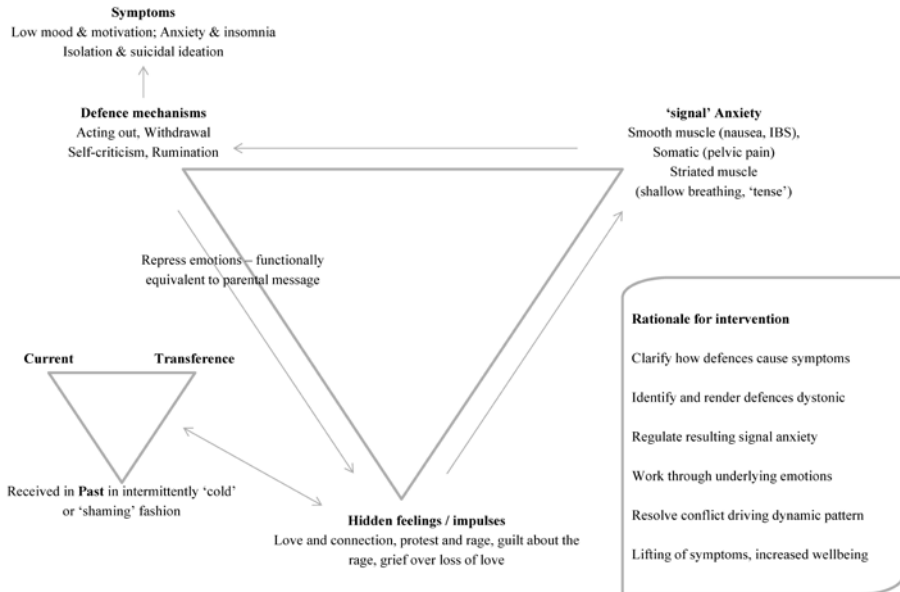 Symptoms
Low mood & motivation; Anxiety & insomnia
Isolation & suicidal ideation
Defence mechanisms
Acting out, Withdrawal
Self-criticism, Rumination
‘signal’ Anxiety
Smooth muscle (nausea, IBS),
Somatic (pelvic pain)
Striated muscle
(shallow breathing, ‘tense’)
Repress emotions – functionally
equivalent to parental message
Current
Transference
Received in Past in intermittently ‘cold’
or ‘shaming’ fashion
Hidden feelings / impulses
Love and connection, protest and rage, guilt about the
rage, grief over loss of love
Rationale for intervention
Clarify how defences cause symptoms
Identify and render defences dystonic
Regulate resulting signal anxiety
Work through underlying emotions
Resolve conflict driving dynamic pattern
Lifting of symptoms, increased wellbeing